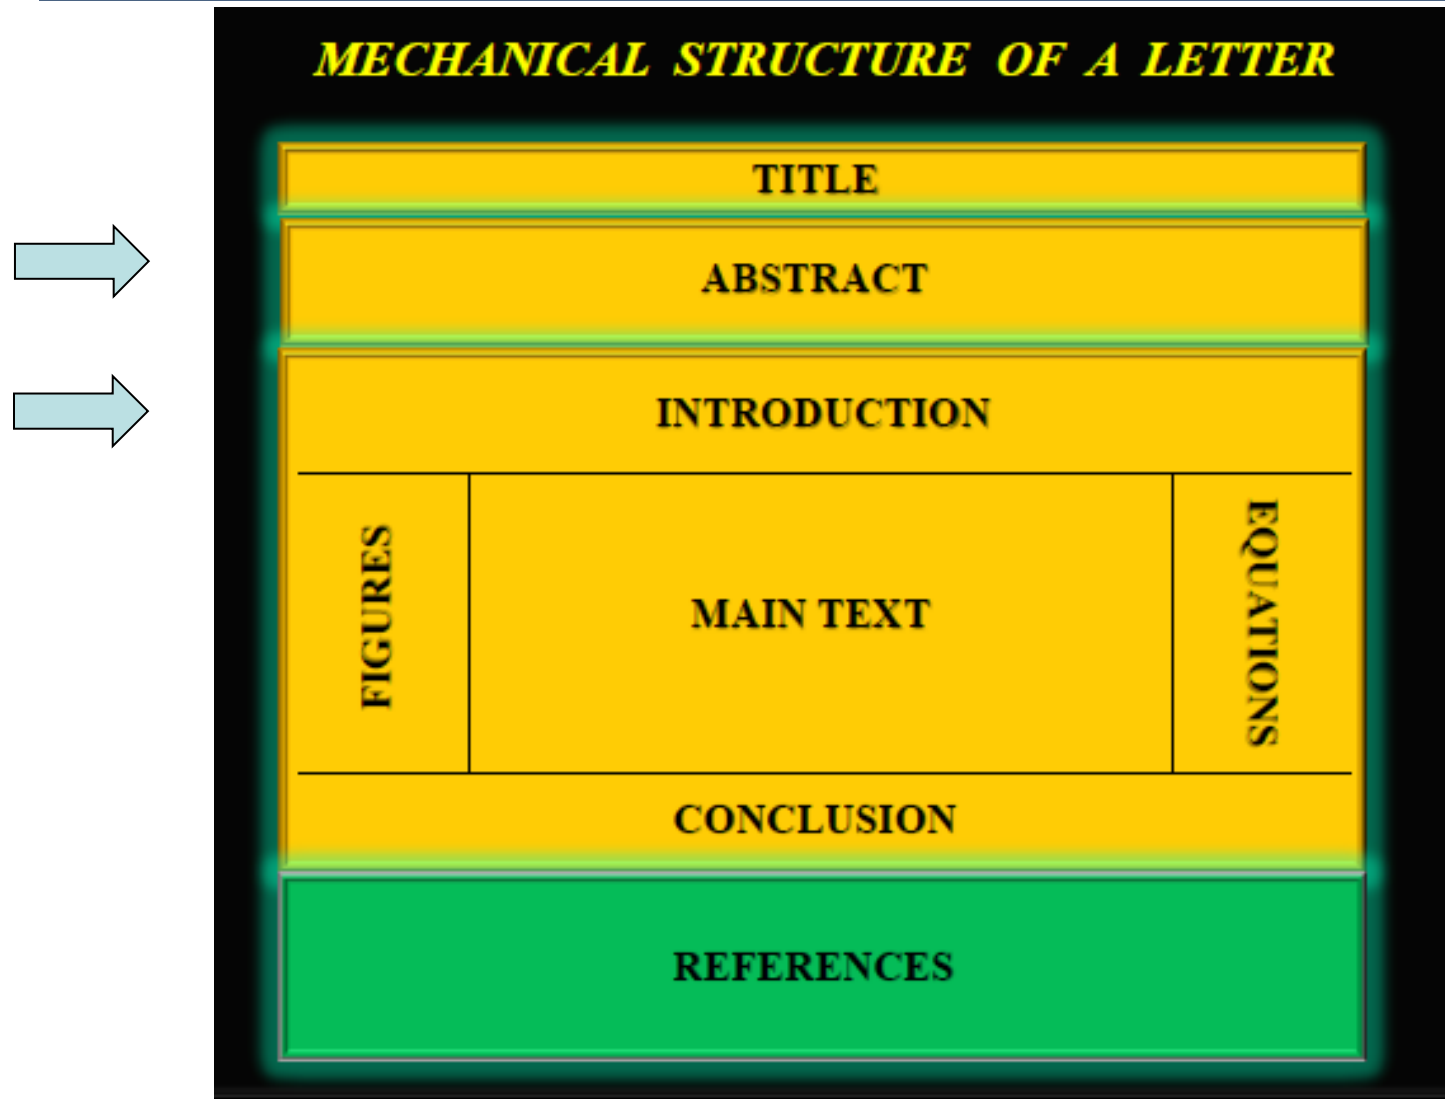 MECHANICAL STRUCTURE OF A LETTER
TITLE
ABSTRACT
INTRODUCTION
FIGURES
MAIN TEXT
EQUATIONS
CONCLUSION
REFERENCES